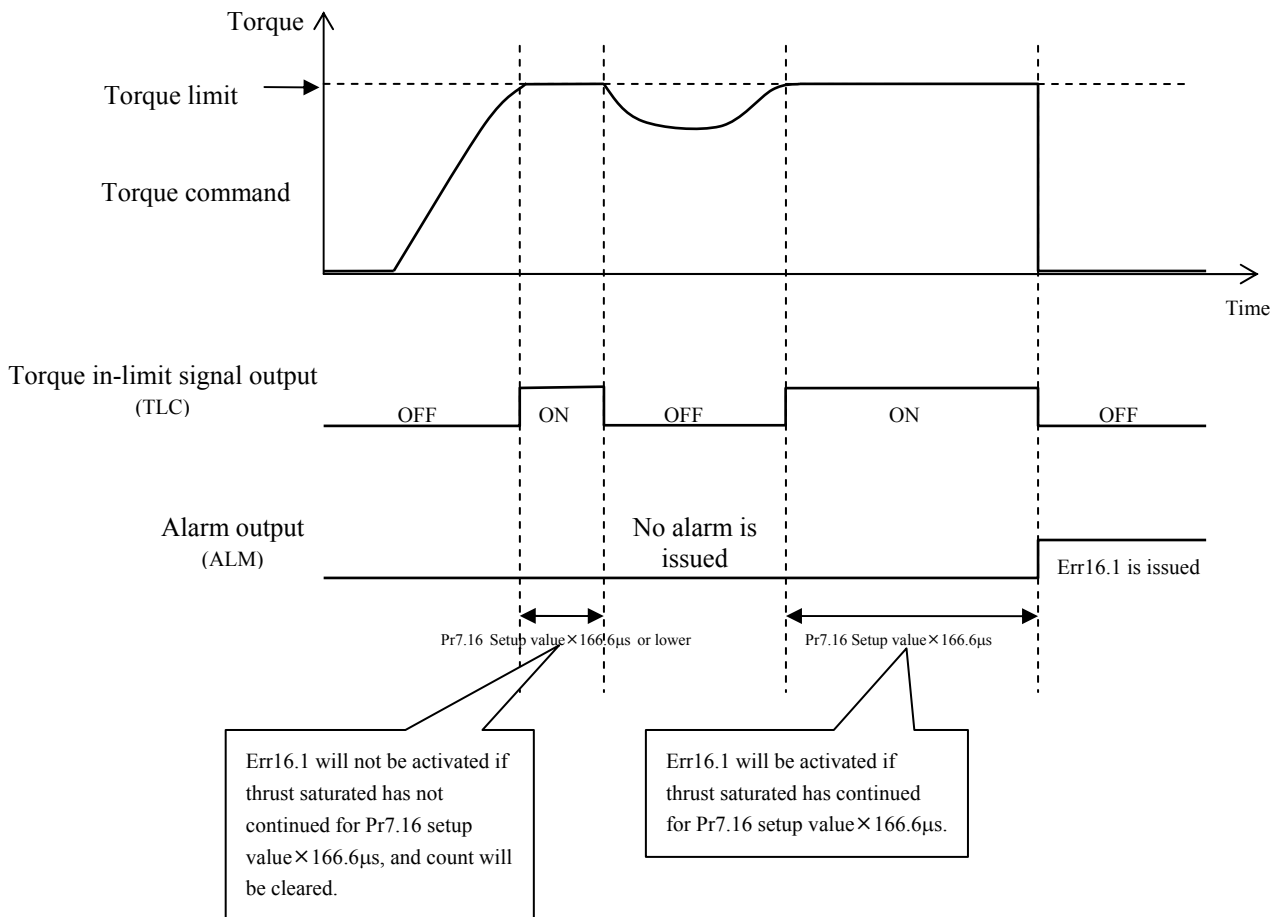 Torque
Torque limit
Torque command
Time
Torque in-limit signal output
(TLC)
OFF
ON
OFF
ON
OFF
Alarm output
(ALM)
No alarm is
issued
Err16.1 is issued
Pr7.16 Setup value×166.6μs or lower
Pr7.16 Setup value×166.6μs
Err16.1 will not be activated if
thrust saturated has not
continued for Pr7.16 setup
value×166.6μs, and count will
be cleared.
Err16.1 will be activated if
thrust saturated has continued
for Pr7.16 setup value×166.6μs.